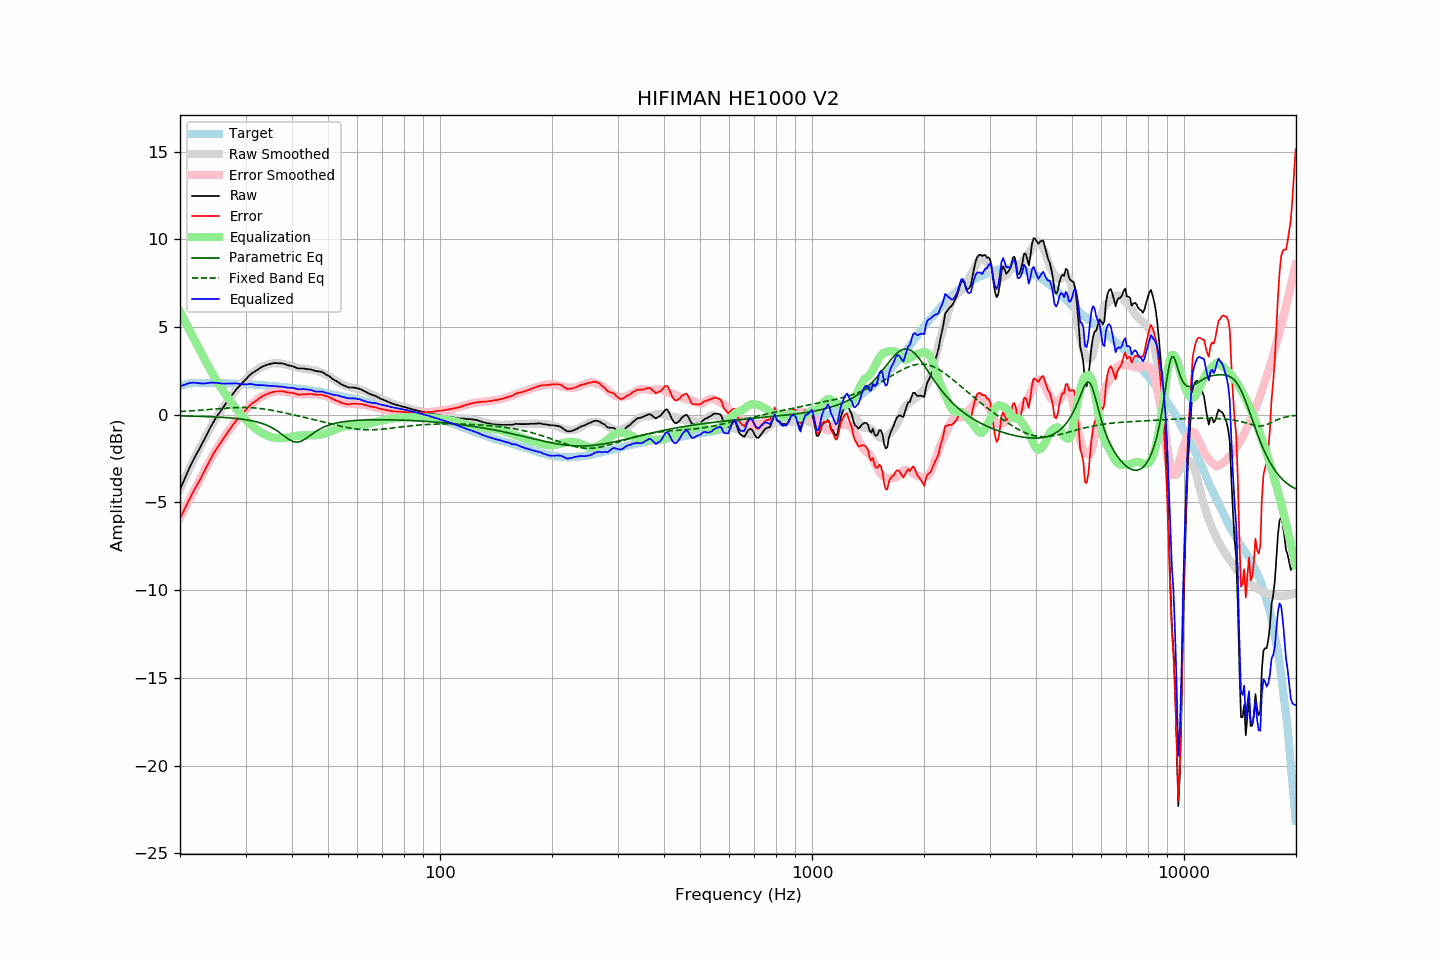 HIFIMAN HE1000 V2
Target
Raw Smoothed
Error Smoothed
Raw
Error
Equalization
Parametric Eq
Fixed Band Eq
Equalized
15
10
5
0
−5
−10
−15
−20
−25
Amplitude (dBr)
100
1000
10000
Frequency (Hz)